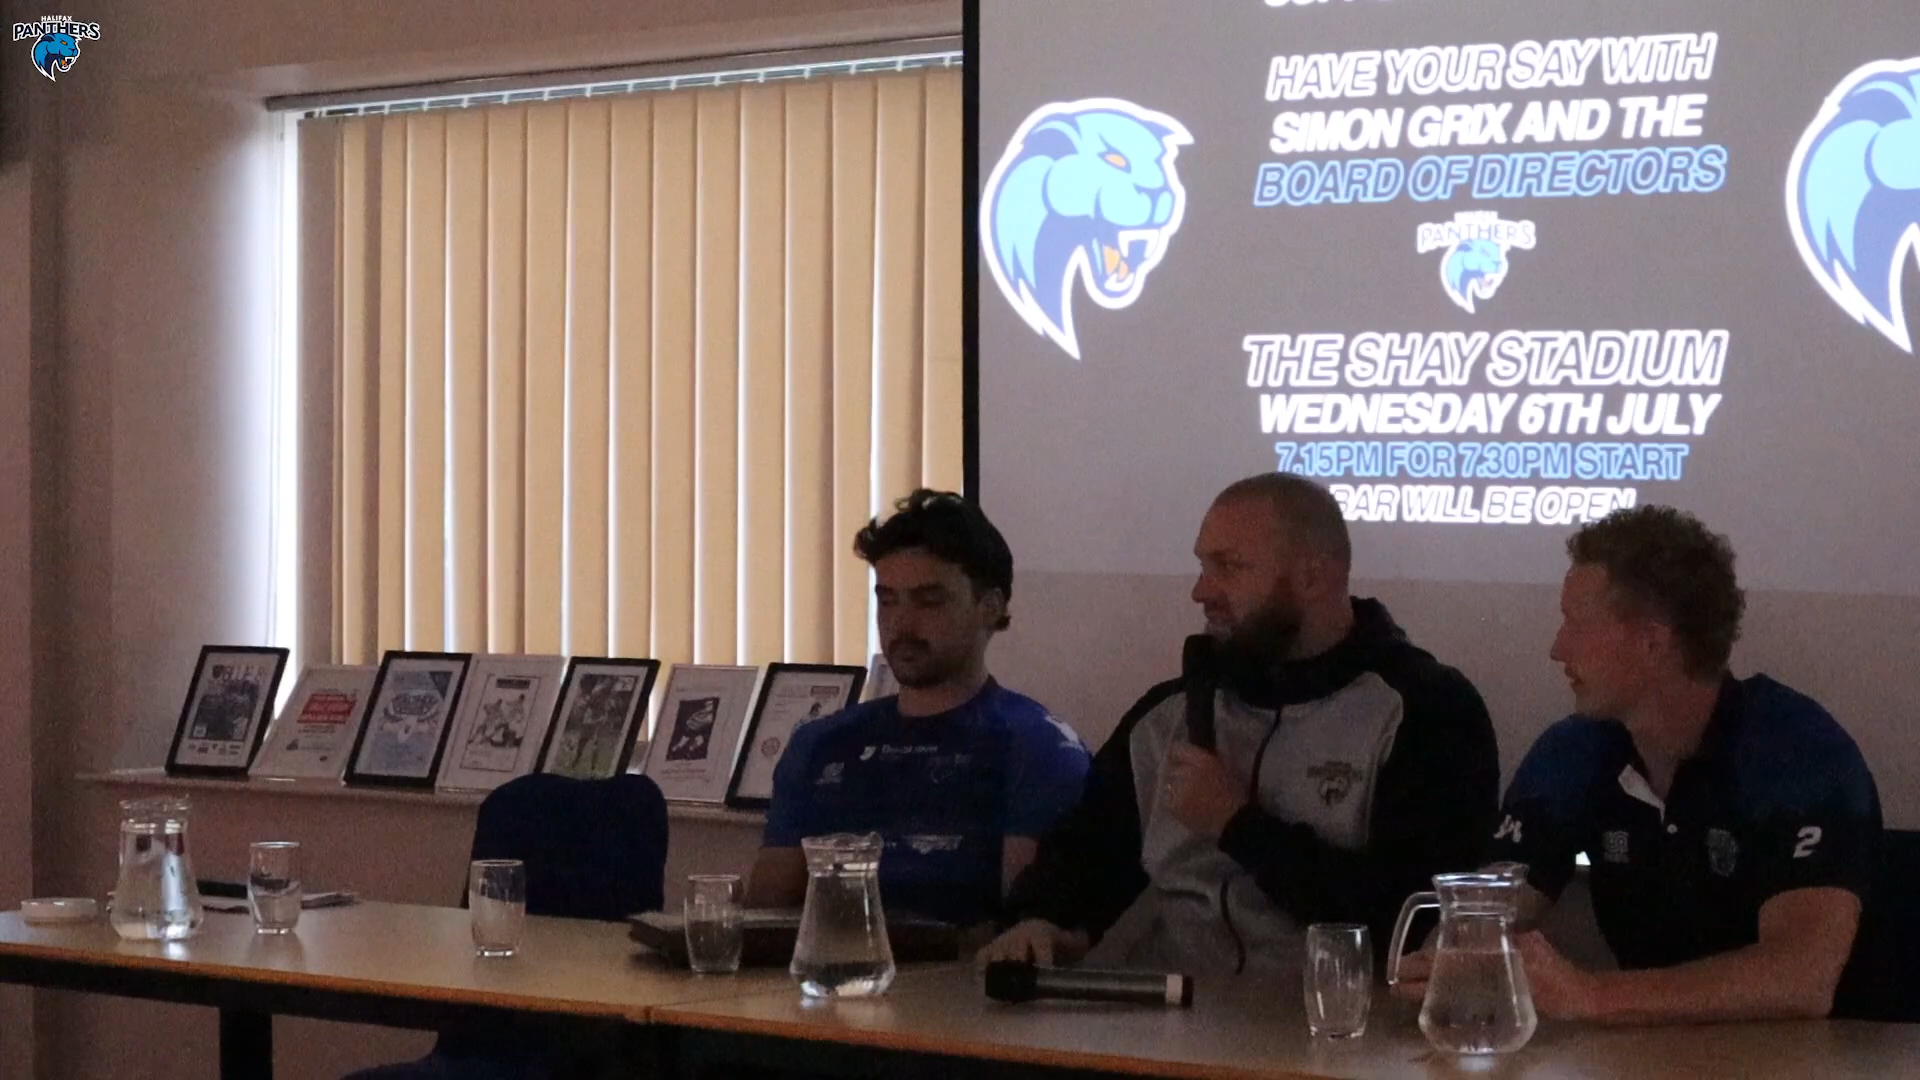 HALIFAX
PANTHERS
HAVE YOUR SAY WITH
SIMON GRIX AND THE
BOARD OF DIRECTORS
PANTHERS
THE SHAY STADIUM
WEDNESDAY 6TH JULY
7.15PM FOR 7.30PM START
BAR WILL BE OPEN
2